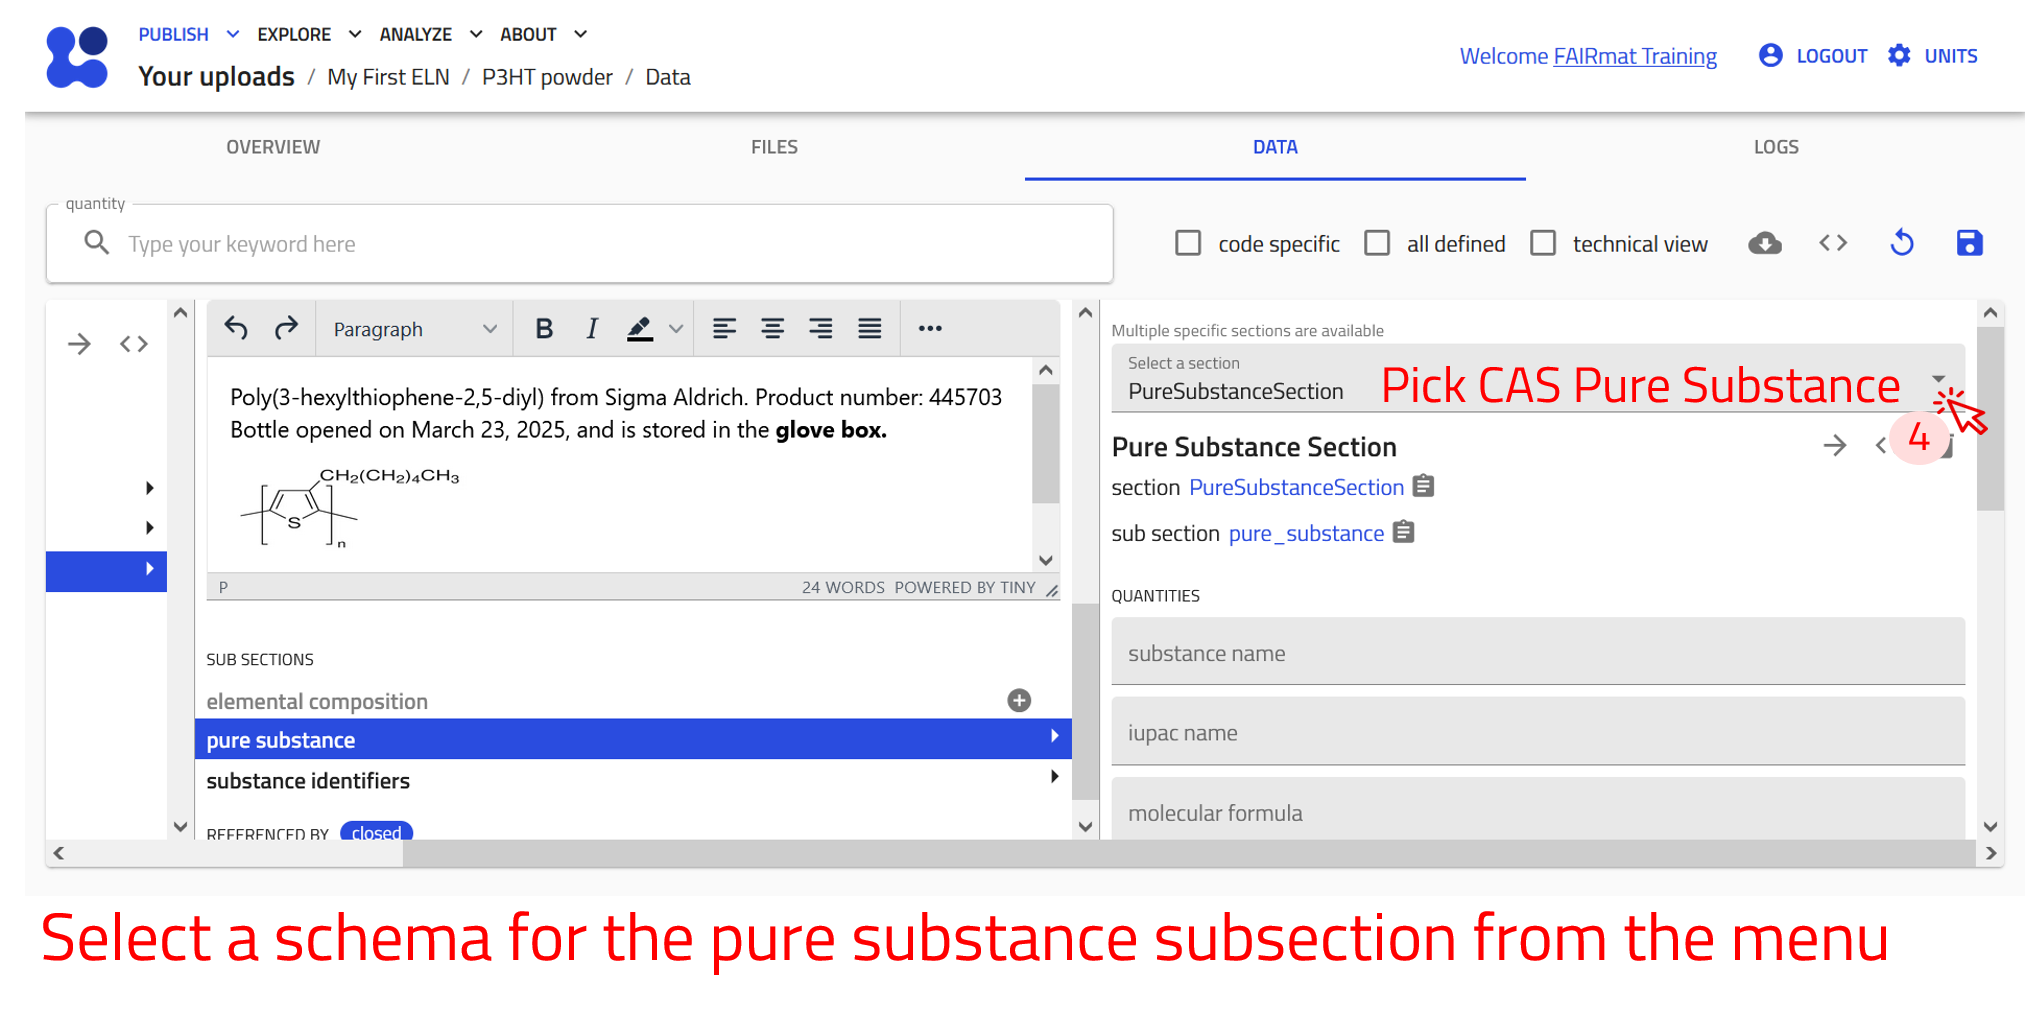 PUBLISH EXPLORE ANALYZE ABOUT
Your uploads / My First ELN / P3HT powder / Data
Welcome FAIRmat Training LOGOUT UNITS
OVERVIEW FILES DATA LOGS
quantity
Type your keyword here
code specific all defined technical view
Paragraph B I
Poly(3-hexylthiophene-2,5-diyl) from Sigma Aldrich. Product number: 445703
Bottle opened on March 23, 2025, and is stored in the glove box.
CH2(CH2)4CH3
S
n
P 24 WORDS POWERED BY TINY
SUB SECTIONS
elemental composition
pure substance
substance identifiers
REFERENCED BY closed
Multiple specific sections are available
Select a section
PureSubstanceSection
Pick CAS Pure Substance
4
Pure Substance Section
section PureSubstanceSection
sub section pure_substance
QUANTITIES
substance name
iupac name
molecular formula
Select a schema for the pure substance subsection from the menu